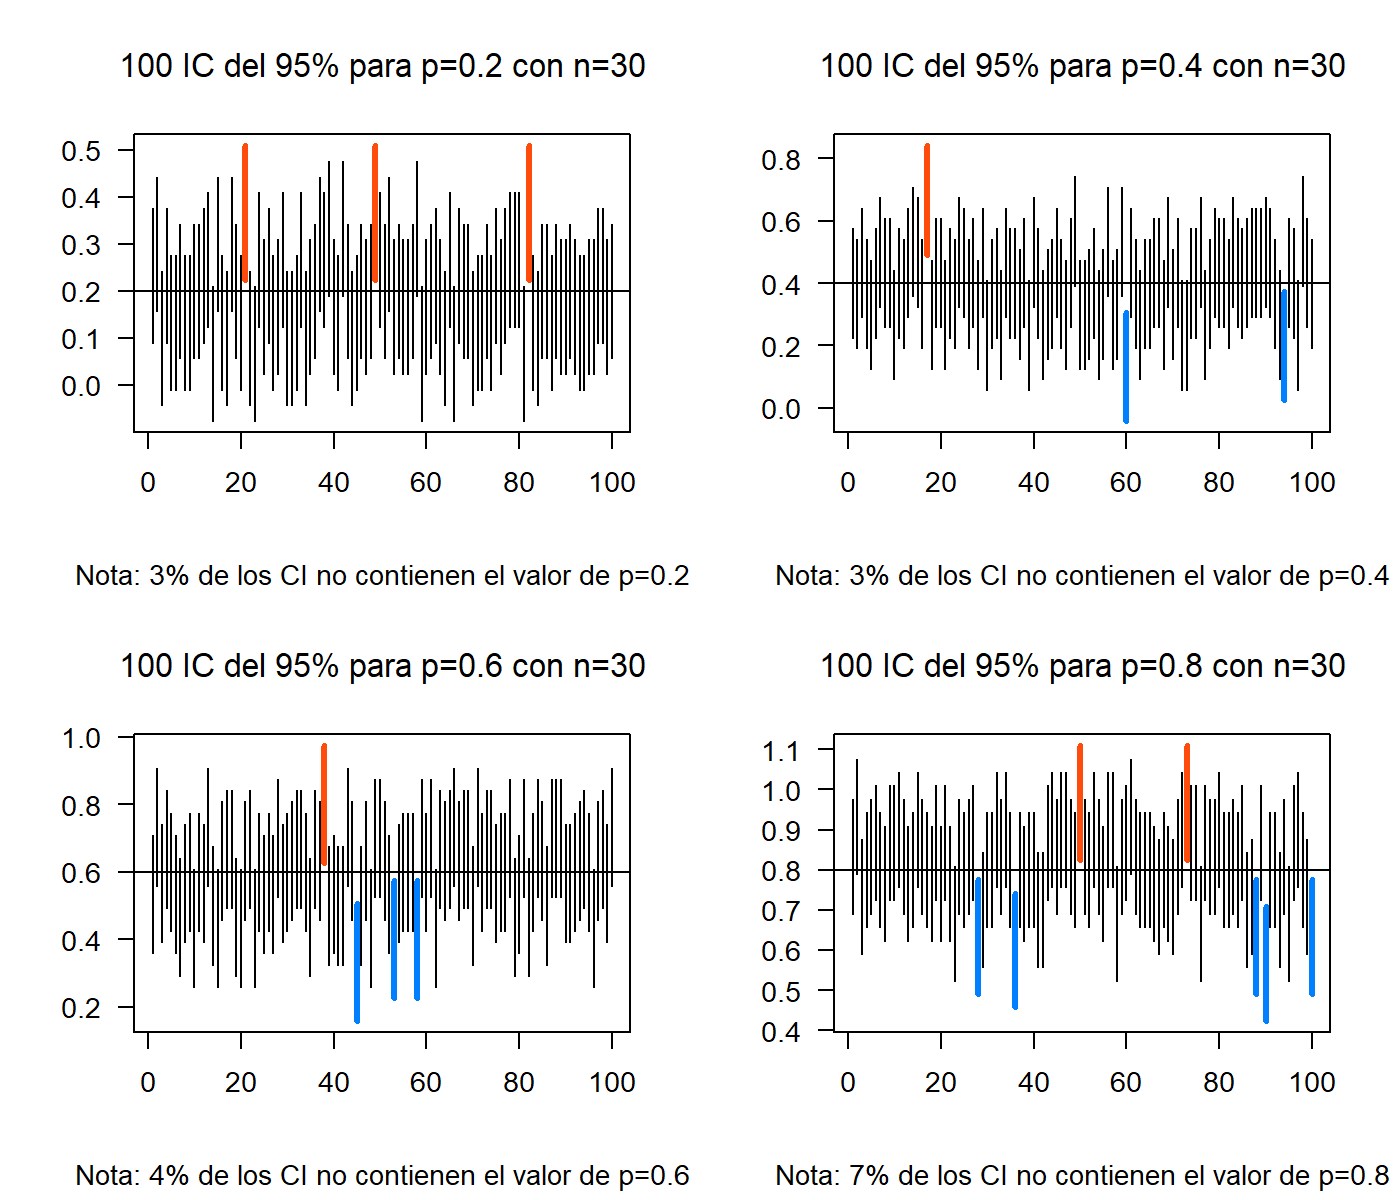 100 IC del 95% para p=0.2 con n=30
0.5
0.4
0.3
0.2
0.1
0.0
0 20 40 60 80 100
Nota: 3% de los CI no contienen el valor de p=0.2
100 IC del 95% para p=0.4 con n=30
0.8
0.6
0.4
0.2
0.0
0 20 40 60 80 100
Nota: 3% de los CI no contienen el valor de p=0.4
100 IC del 95% para p=0.6 con n=30
1.0
0.8
0.6
0.4
0.2
0 20 40 60 80 100
Nota: 4% de los CI no contienen el valor de p=0.6
100 IC del 95% para p=0.8 con n=30
1.1
1.0
0.9
0.8
0.7
0.6
0.5
0.4
0 20 40 60 80 100
Nota: 7% de los CI no contienen el valor de p=0.8